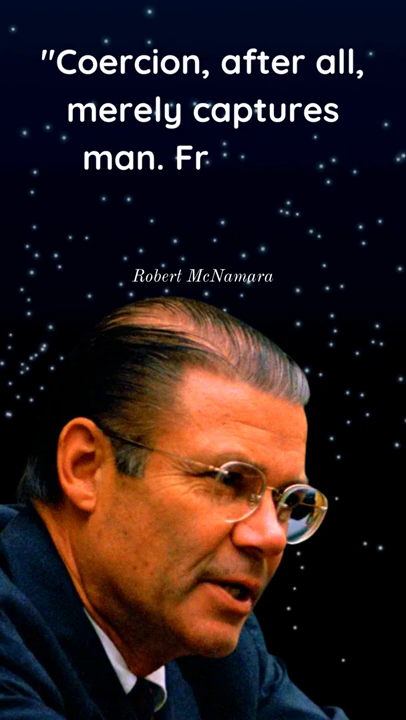 "Coercion, after all,
merely captures
man. Fr
Robert McNamara